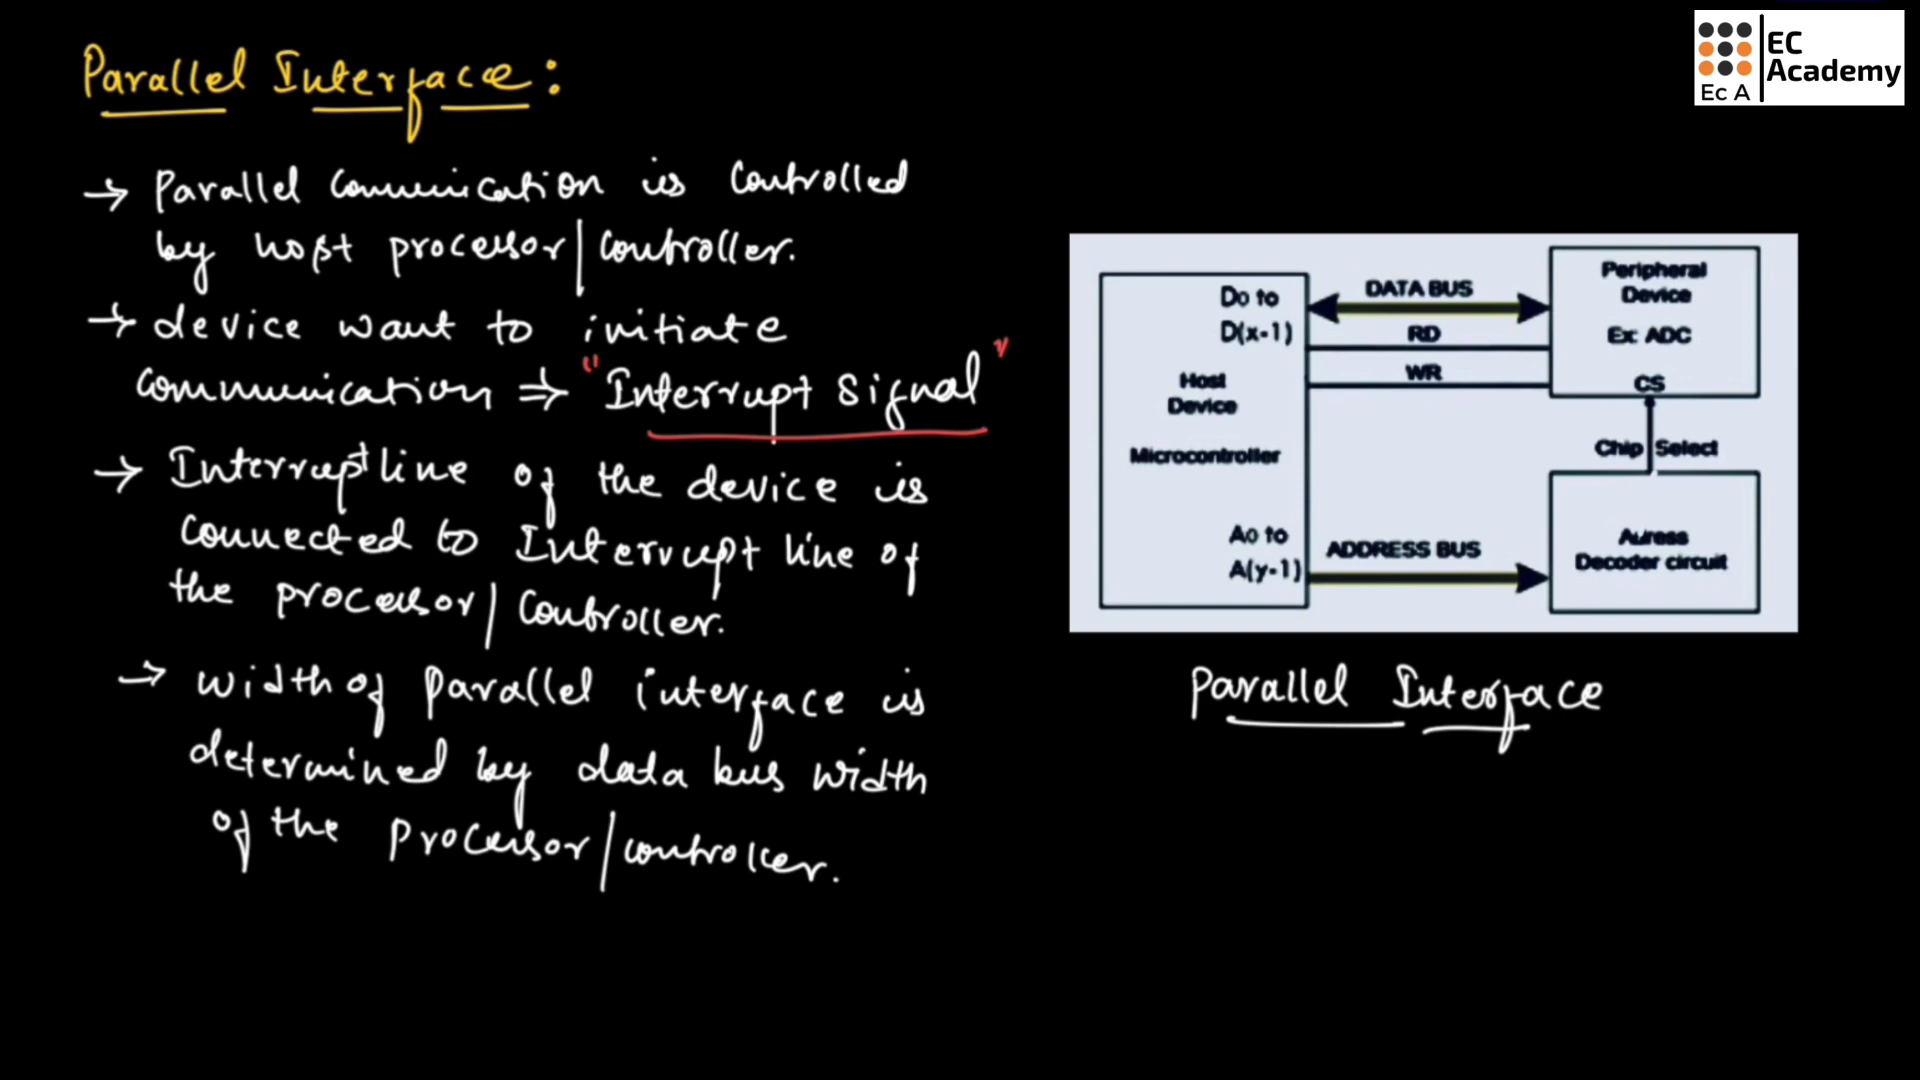 Parallel Interface:
→ Parallel communication is controlled
by host processor/controller.
→ device want to initiate
communication ⇒ "Interrupt Signal"
→ Interrupt line of the device is
connected to Interrupt line of
the processor/controller.
→ width of parallel interface is
determined by data bus width
of the processor/controller.
EC
Academy
Ec A
D0 to
D(x-1)
Host
Device
Microcontroller
A0 to
A(y-1)
DATA BUS
RD
WR
ADDRESS BUS
Peripheral
Device
Ex: ADC
CS
Chip Select
Decoder circuit
Parallel Interface